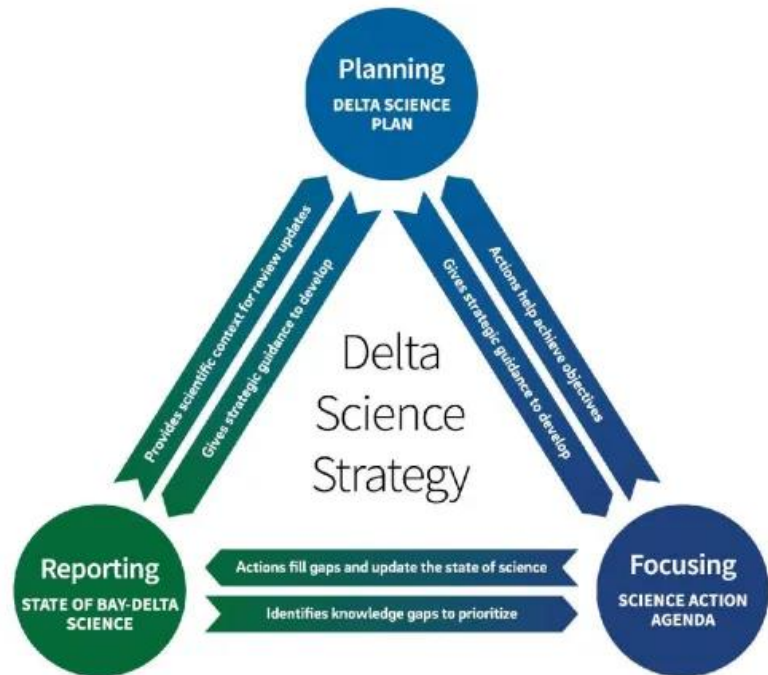 Planning
DELTA SCIENCE
PLAN
Provides scientific context for review updates
Gives strategic guidance to develop
Gives strategic guidance to develop
Actions help achieve objectives
Delta
Science
Strategy
Reporting
STATE OF BAY-DELTA
SCIENCE
Actions fill gaps and update the state of science
Identifies knowledge gaps to prioritize
Focusing
SCIENCE ACTION
AGENDA